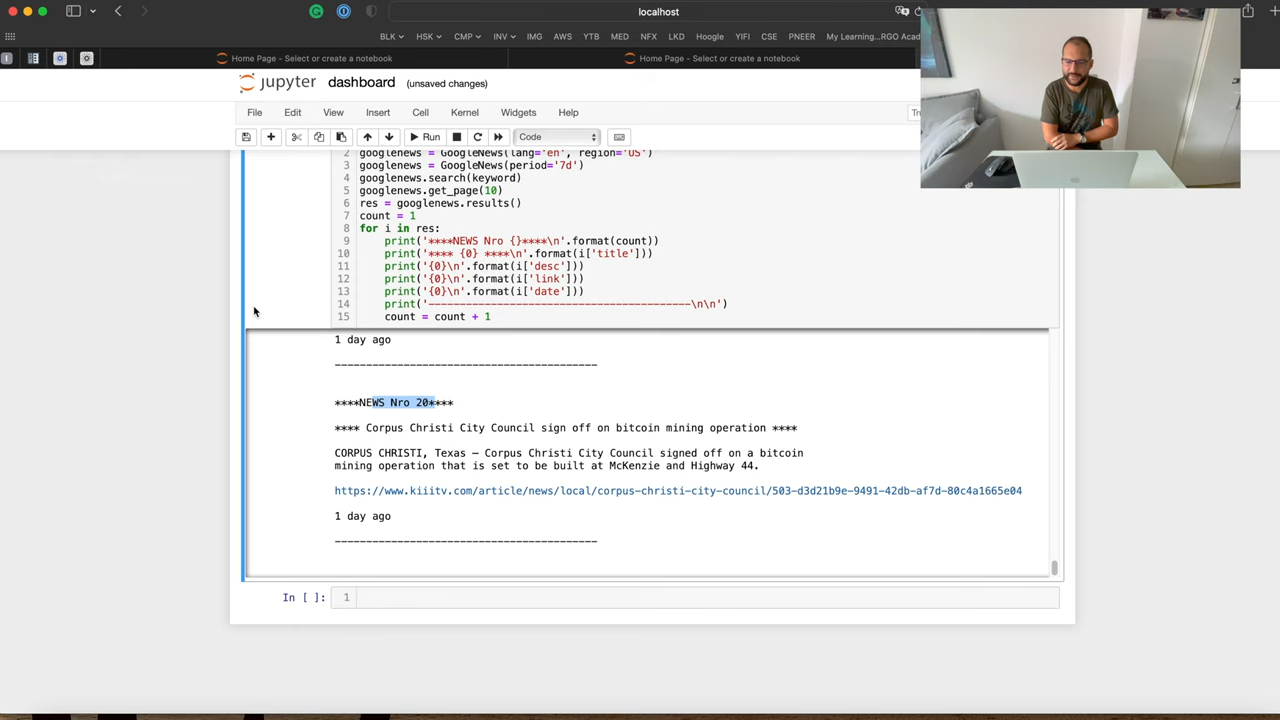 localhost
BLK HSK CMP INV IMG AWS YTB MED NFX LKD Hoogle YIFI CSE PNEER My Learning...RGO Acad
Home Page - Select or create a notebook Home Page - Select or create a notebook
jupyter dashboard (unsaved changes)
File Edit View Insert Cell Kernel Widgets Help
Run Code
2 googlenews = GoogleNews(lang='en', region='US')
3 googlenews = GoogleNews(period='7d')
4 googlenews.search(keyword)
5 googlenews.get_page(10)
6 res = googlenews.results()
7 count = 1
8 for i in res:
9 print('****NEWS Nro {}****\n'.format(count))
10 print('**** {0} ****\n'.format(i['title']))
11 print('{0}\n'.format(i['desc']))
12 print('{0}\n'.format(i['link']))
13 print('{0}\n'.format(i['date']))
14 print('------------------------------------------\n\n')
15 count = count + 1
1 day ago
------------------------------------------
****NEWS Nro 20****
**** Corpus Christi City Council sign off on bitcoin mining operation ****
CORPUS CHRISTI, Texas — Corpus Christi City Council signed off on a bitcoin
mining operation that is set to be built at McKenzie and Highway 44.
https://www.kiiitv.com/article/news/local/corpus-christi-city-council/503-d3d21b9e-9491-42db-af7d-80c4a1665e04
1 day ago
------------------------------------------
In [ ]: 1